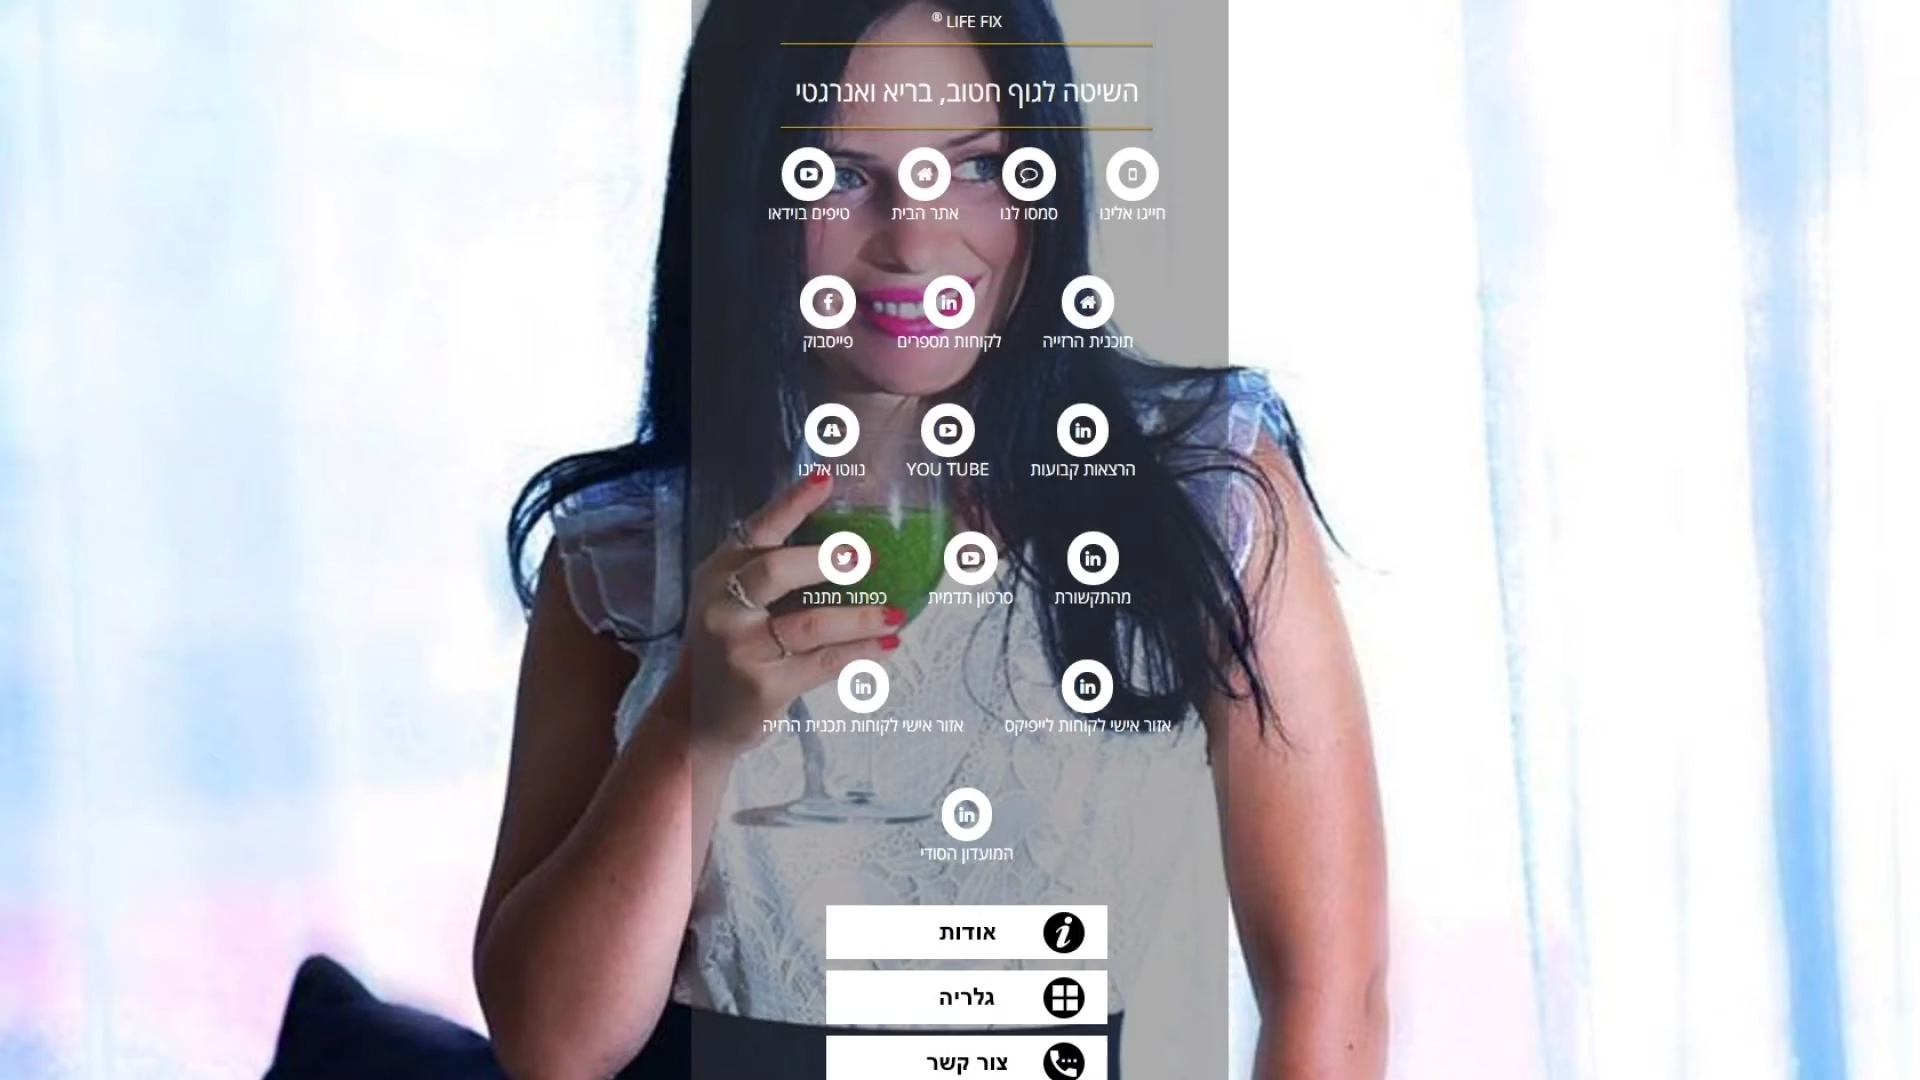 LIFE FIX ®
השיטה לגוף חטוב, בריא ואנרגטי
חייגו אלינו
סמסו לנו
אתר הבית
טיפים בוידאו
תוכנית הרזייה
לקוחות מספרים
פייסבוק
הרצאות קבועות
YOU TUBE
נווטו אלינו
מהתקשורת
סרטון תדמית
כפתור מתנה
אזור אישי לקוחות לייפיקס
אזור אישי לקוחות תכנית הרזיה
המועדון הסודי
אודות
גלריה
צור קשר